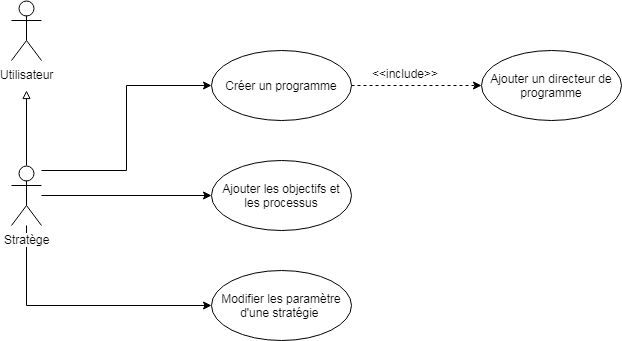 Utilisateur
Créer un programme
<<include>>
Ajouter un directeur de
programme
Ajouter les objectifs et
les processus
Stratège
Modifier les paramètre
d'une stratégie